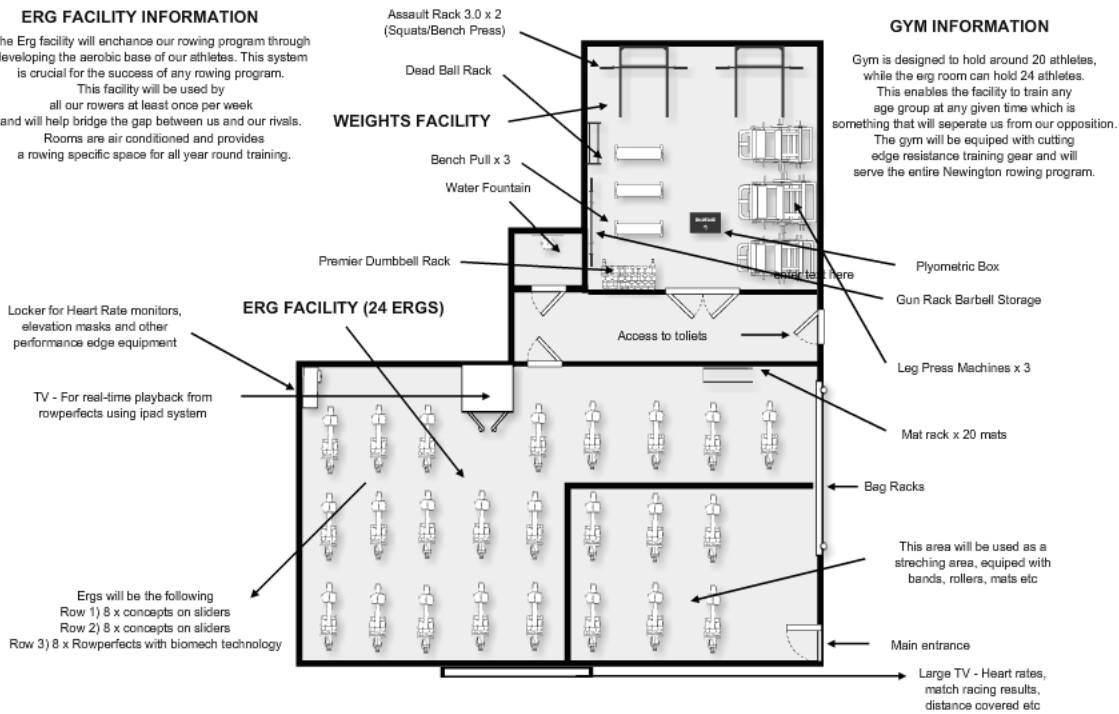 ERG FACILITY INFORMATION
he Erg facility will enchance our rowing program through
eveloping the aerobic base of our athletes. This system
is crucial for the success of any rowing program.
This facility will be used by
all our rowers at least once per week
and will help bridge the gap between us and our rivals.
Rooms are air conditioned and provides
a rowing specific space for all year round training.
Assault Rack 3.0 x 2
(Squats/Bench Press)
Dead Ball Rack
WEIGHTS FACILITY
Bench Pull x 3
Water Fountain
Premier Dumbbell Rack
GYM INFORMATION
Gym is designed to hold around 20 athletes,
while the erg room can hold 24 athletes.
This enables the facility to train any
age group at any given time which is
something that will seperate us from our opposition.
The gym will be equiped with cutting
edge resistance training gear and will
serve the entire Newington rowing program.
enter text here
Plyometric Box
Gun Rack Barbell Storage
Leg Press Machines x 3
Access to toliets
ERG FACILITY (24 ERGS)
Locker for Heart Rate monitors,
elevation masks and other
performance edge equipment
TV - For real-time playback from
rowperfects using ipad system
Mat rack x 20 mats
Bag Racks
This area will be used as a
streching area, equiped with
bands, rollers, mats etc
Ergs will be the following
Row 1) 8 x concepts on sliders
Row 2) 8 x concepts on sliders
Row 3) 8 x Rowperfects with biomech technology
Main entrance
Large TV - Heart rates,
match racing results,
distance covered etc